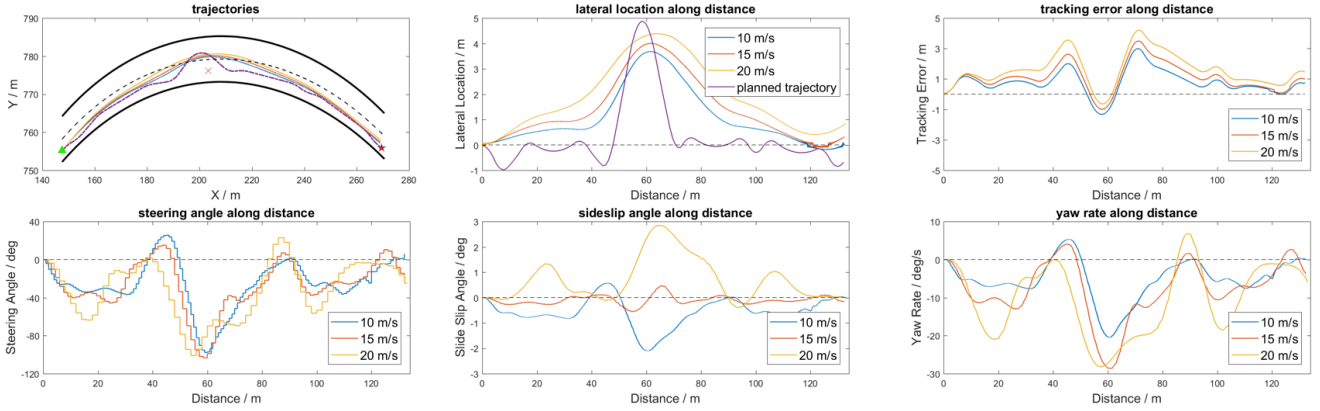 trajectories
790
780
770
760
750
Y / m
140
160
180
200
220
240
260
280
X / m
lateral location along distance
5
4
3
2
1
0
-1
Lateral Location / m
0
20
40
60
80
100
120
Distance / m
10 m/s
15 m/s
20 m/s
planned trajectory
tracking error along distance
5
3
1
0
-1
-3
-5
Tracking Error / m
0
20
40
60
80
100
120
Distance / m
10 m/s
15 m/s
20 m/s
steering angle along distance
40
0
-40
-80
-120
Steering Angle / deg
0
20
40
60
80
100
120
Distance / m
10 m/s
15 m/s
20 m/s
sideslip angle along distance
3
2
1
0
-1
-2
-3
Slide Slip Angle / deg
0
20
40
60
80
100
120
Distance / m
10 m/s
15 m/s
20 m/s
yaw rate along distance
10
0
-10
-20
-30
Yaw Rate / deg/s
0
20
40
60
80
100
120
Distance / m
10 m/s
15 m/s
20 m/s